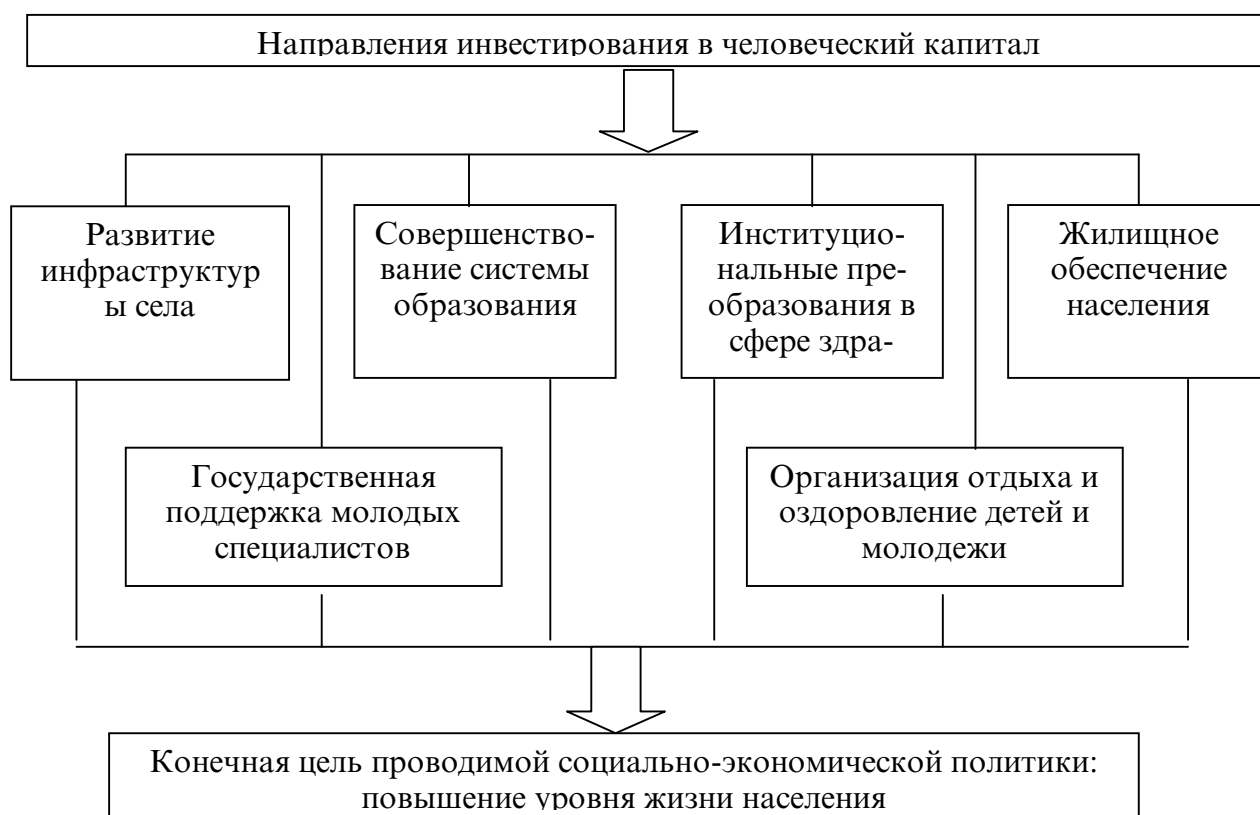 Направления инвестирования в человеческий капитал
Развитие
инфраструктур
ы села
Совершенство-
вание системы
образования
Институцио-
нальные пре-
образования в
сфере здра-
Жилищное
обеспечение
населения
Государственная
поддержка молодых
специалистов
Организация отдыха и
оздоровление детей и
молодежи
Конечная цель проводимой социально-экономической политики:
повышение уровня жизни населения